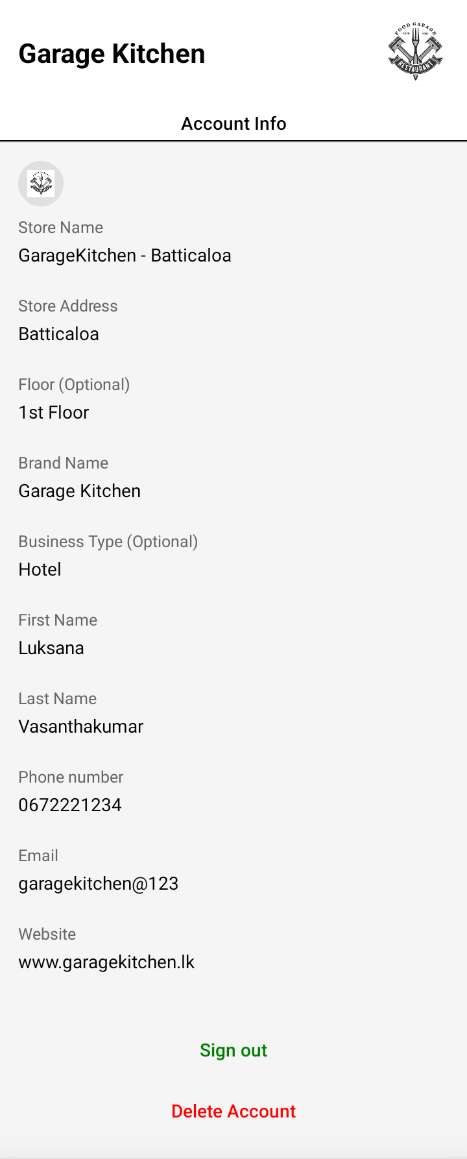 Garage Kitchen
FOOD GARAGE
RESTAURANT
Account Info
Store Name
GarageKitchen - Batticaloa
Store Address
Batticaloa
Floor (Optional)
1st Floor
Brand Name
Garage Kitchen
Business Type (Optional)
Hotel
First Name
Luksana
Last Name
Vasanthakumar
Phone number
0672221234
Email
garagekitchen@123
Website
www.garagekitchen.lk
Sign out
Delete Account